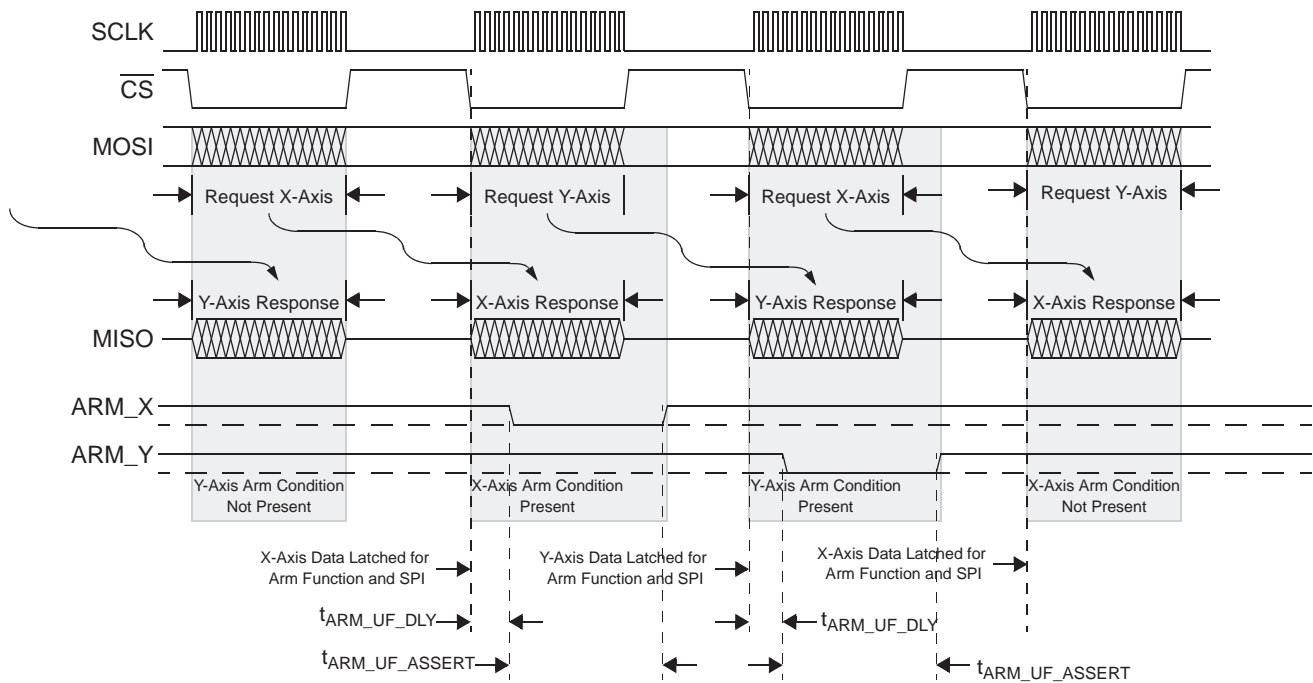 SCLK
CS
MOSI
Request X-Axis
Request Y-Axis
Request X-Axis
Request Y-Axis
Y-Axis Response
X-Axis Response
Y-Axis Response
X-Axis Response
MISO
ARM_X
ARM_Y
Y-Axis Arm Condition
Not Present
X-Axis Arm Condition
Present
Y-Axis Arm Condition
Present
X-Axis Arm Condition
Not Present
X-Axis Data Latched for
Arm Function and SPI
Y-Axis Data Latched for
Arm Function and SPI
X-Axis Data Latched for
Arm Function and SPI
tARM_UF_DLY
tARM_UF_DLY
tARM_UF_ASSERT
tARM_UF_ASSERT